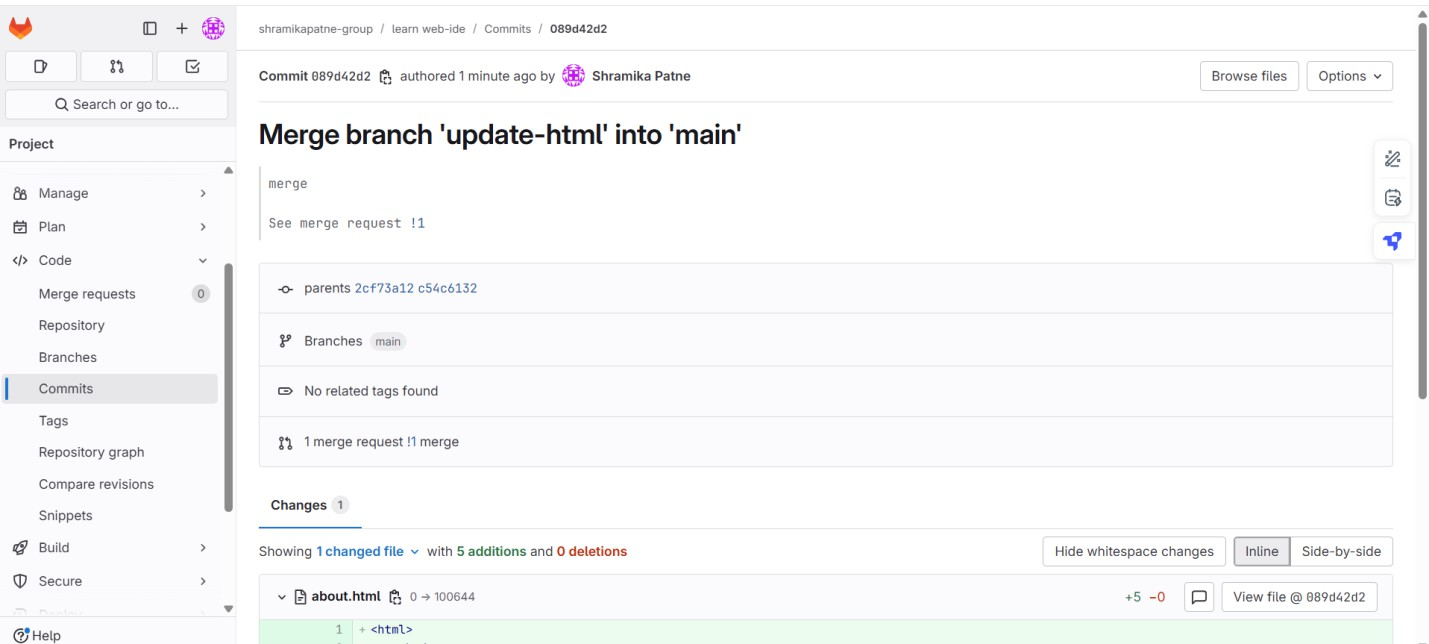 shramikapatne-group / learn web-ide / Commits / 089d42d2
Search or go to...
Project
Manage
Plan
Code
Merge requests 0
Repository
Branches
Commits
Tags
Repository graph
Compare revisions
Snippets
Build
Secure
Deploy
Help
Commit 089d42d2 authored 1 minute ago by Shramika Patne
Browse files
Options
Merge branch 'update-html' into 'main'
merge
See merge request !1
parents 2cf73a12 c54c6132
Branches main
No related tags found
1 merge request !1 merge
Changes 1
Showing 1 changed file with 5 additions and 0 deletions
Hide whitespace changes
Inline
Side-by-side
about.html 0 → 100644
+5 −0
View file @ 089d42d2
1 + <html>